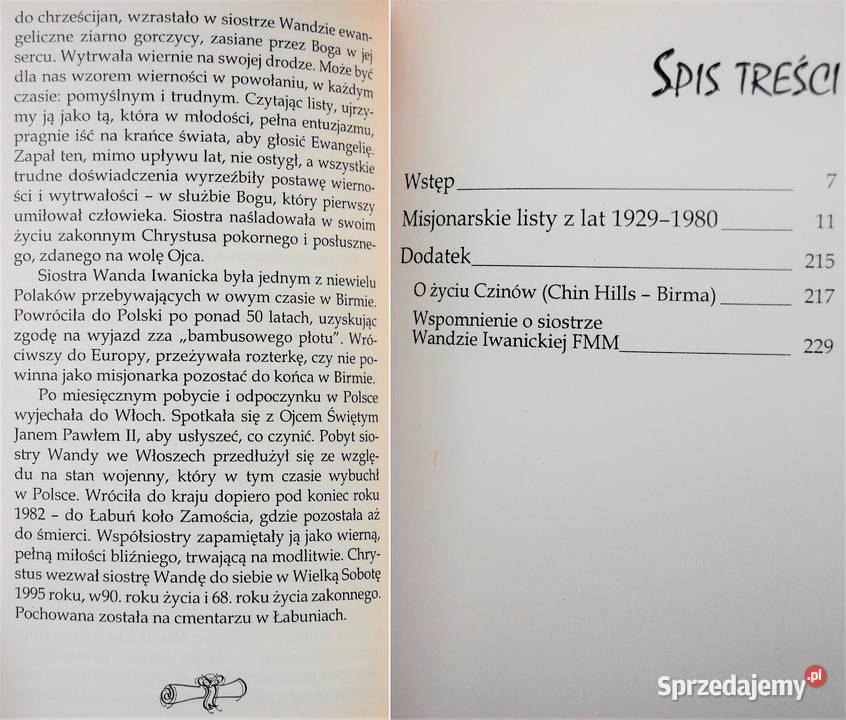 do chrześcijan, wzrastało w siostrze Wandzie ewan-
geliczne ziarno gorczycy, zasiane przez Boga w jej
sercu. Wytrwała wiernie na swojej drodze. Może być
dla nas wzorem wierności w powołaniu, w każdym
czasie: pomyślnym i trudnym. Czytając listy, ujrzy-
my ją jako tą, która w młodości, pełna entuzjazmu,
pragnie iść na krańce świata, aby głosić Ewangelię.
Zapał ten, mimo upływu lat, nie ostygł, a wszystkie
trudne doświadczenia wyrzeźbiły postawę wierno-
ści i wytrwałości – w służbie Bogu, który pierwszy
umiłował człowieka. Siostra naśladowała w swoim
życiu zakonnym Chrystusa pokornego i posłuszne-
go, zdanego na wolę Ojca.
Siostra Wanda Iwanicka była jednym z niewielu
Polaków przebywających w owym czasie w Birmie.
Powróciła do Polski po ponad 50 latach, uzyskując
zgodę na wyjazd zza „bambusowego płotu". Wró-
ciwszy do Europy, przeżywała rozterkę, czy nie po-
winna jako misjonarka pozostać do końca w Birmie.
Po miesięcznym pobycie i odpoczynku w Polsce
wyjechała do Włoch. Spotkała się z Ojcem Świętym
Janem Pawłem II, aby usłyszeć, co czynić. Pobyt sio-
stry Wandy we Włoszech przedłużył się ze wzglę-
du na stan wojenny, który w tym czasie wybuchł
w Polsce. Wróciła do kraju dopiero pod koniec roku
1982 – do Łabuń koło Zamościa, gdzie pozostała aż
do śmierci. Współsiostry zapamiętały ją jako wierną,
pełną miłości bliźniego, trwającą na modlitwie. Chry-
stus wezwał siostrę Wandę do siebie w Wielką Sobotę
1995 roku, w90. roku życia i 68. roku życia zakonnego.
Pochowana została na cmentarzu w Łabuniach.
SPIS TREŚCI
Wstęp 7
Misjonarskie listy z lat 1929–1980 11
Dodatek 215
O życiu Czinów (Chin Hills – Birma) 217
Wspomnienie o siostrze
Wandzie Iwanickiej FMM 229
Sprzedajemy.pl